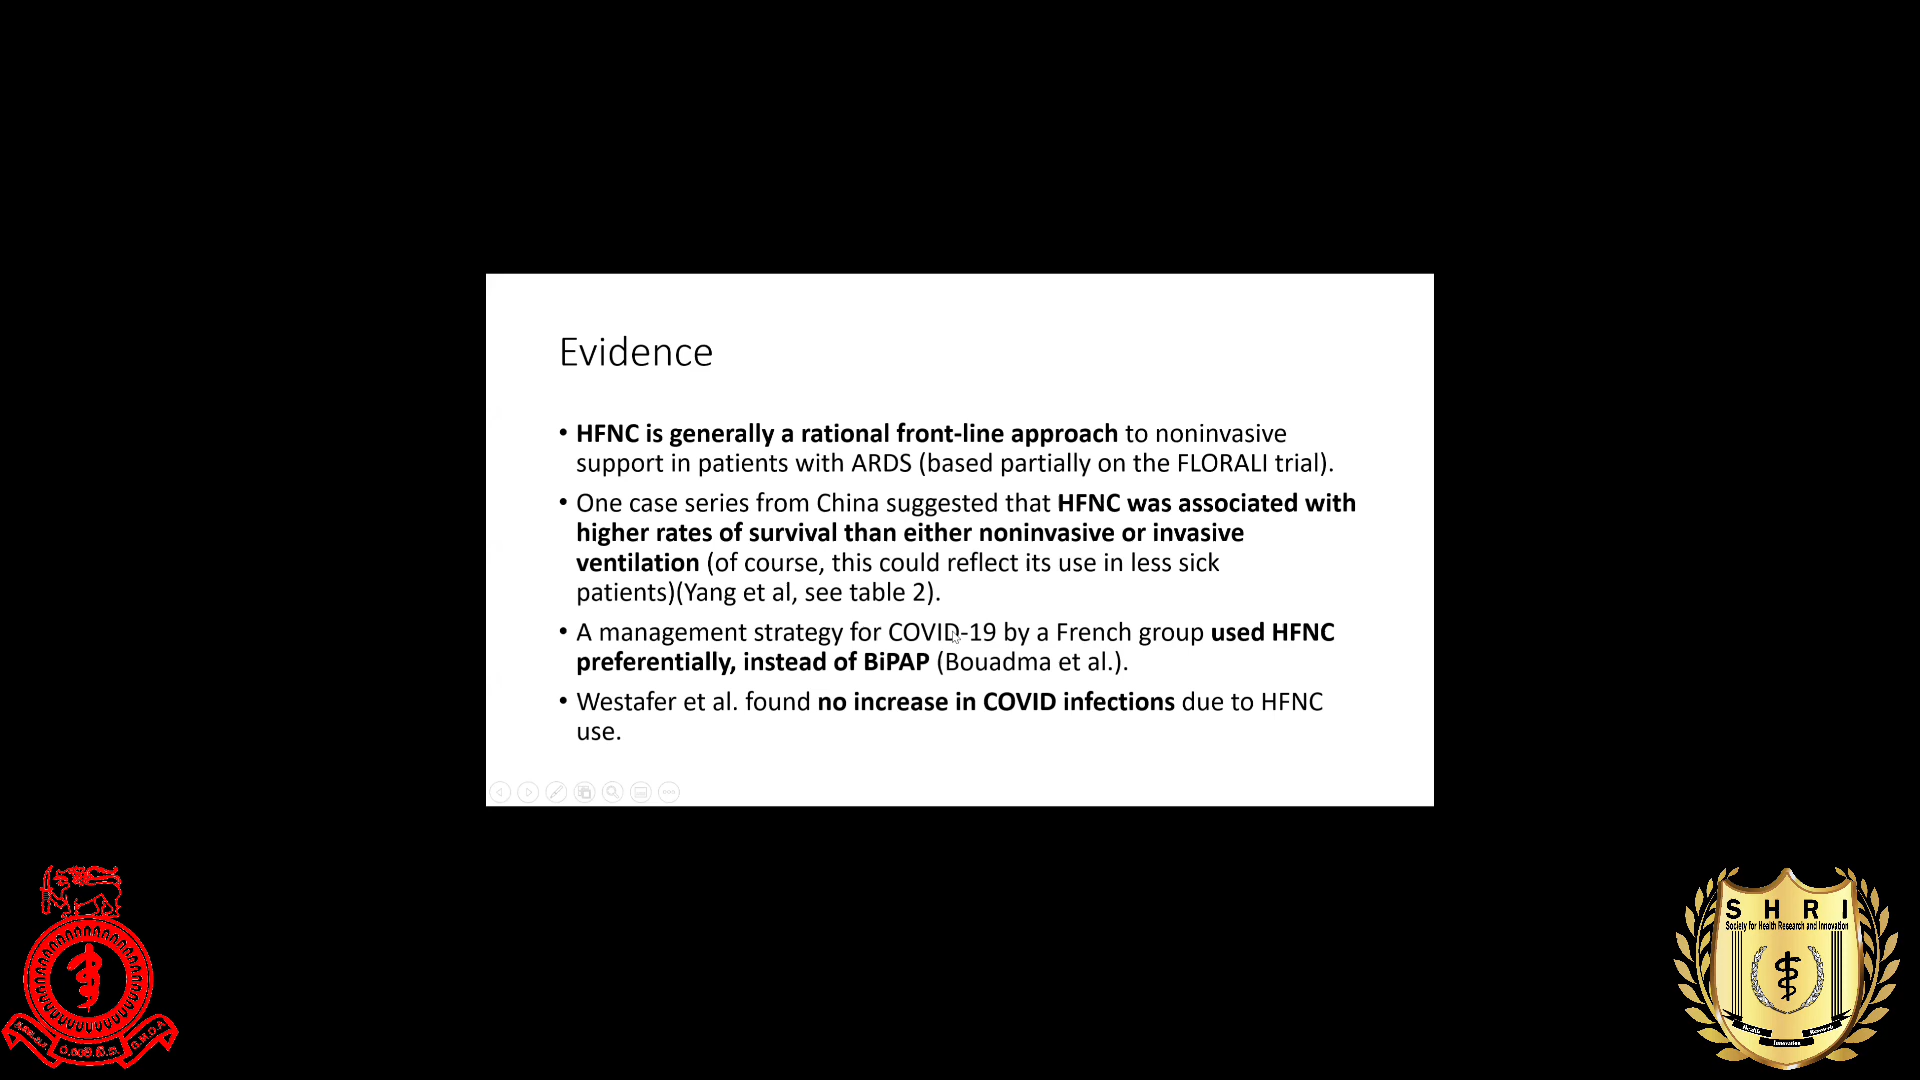 Evidence
• HFNC is generally a rational front-line approach to noninvasive
support in patients with ARDS (based partially on the FLORALI trial).
• One case series from China suggested that HFNC was associated with
higher rates of survival than either noninvasive or invasive
ventilation (of course, this could reflect its use in less sick
patients)(Yang et al, see table 2).
• A management strategy for COVID-19 by a French group used HFNC
preferentially, instead of BiPAP (Bouadma et al.).
• Westafer et al. found no increase in COVID infections due to HFNC
use.
S H R I
Society for Health Research and Innovation
Health
Research
Innovation
G.M.O.A